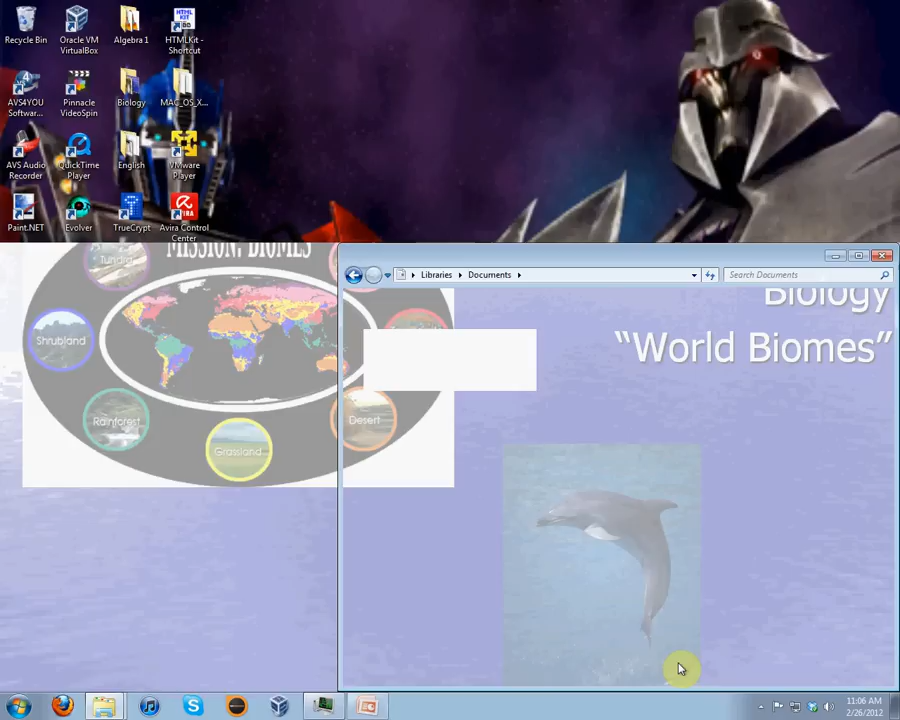 Recycle Bin
Oracle VM
VirtualBox
Algebra 1
HTMLKit -
Shortcut
AVS4YOU
Softwar...
Pinnacle
VideoSpin
Biology
MAC_OS_X...
AVS Audio
Recorder
QuickTime
Player
English
VMware
Player
Paint.NET
Evolver
TrueCrypt
Avira Control
Center
MISSION: BIOMES
Tundra
Shrubland
Rainforest
Grassland
Desert
Libraries
Documents
Search Documents
Biology
“World Biomes”
11:06 AM
2/26/2012